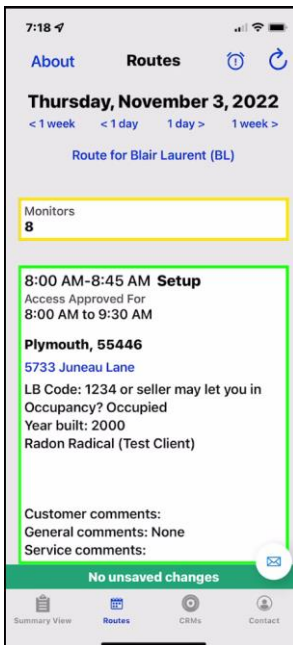 7:18
About Routes
Thursday, November 3, 2022
< 1 week < 1 day 1 day > 1 week >
Route for Blair Laurent (BL)
Monitors
8
8:00 AM-8:45 AM Setup
Access Approved For
8:00 AM to 9:30 AM
Plymouth, 55446
5733 Juneau Lane
LB Code: 1234 or seller may let you in
Occupancy? Occupied
Year built: 2000
Radon Radical (Test Client)
Customer comments:
General comments: None
Service comments:
No unsaved changes
Summary View Routes CRMs Contact